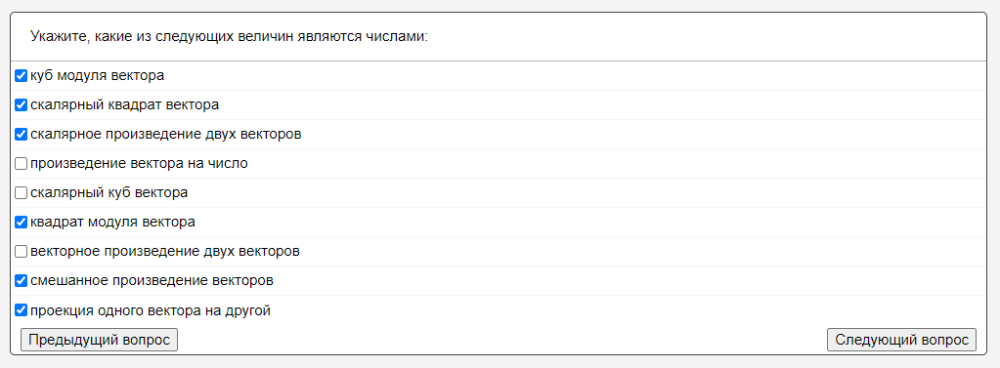 Укажите, какие из следующих величин являются числами:
куб модуля вектора
скалярный квадрат вектора
скалярное произведение двух векторов
произведение вектора на число
скалярный куб вектора
квадрат модуля вектора
векторное произведение двух векторов
смешанное произведение векторов
проекция одного вектора на другой
Предыдущий вопрос
Следующий вопрос